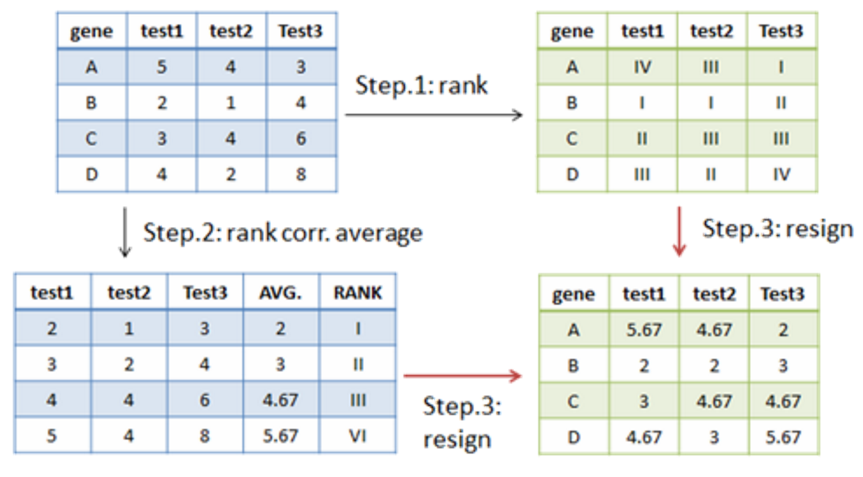 gene test1 test2 Test3
A 5 4 3
B 2 1 4
C 3 4 6
D 4 2 8
Step.1: rank
gene test1 test2 Test3
A IV III I
B I I II
C II III III
D III II IV
Step.2: rank corr. average
Step.3: resign
test1 test2 Test3 AVG. RANK
2 1 3 2 I
3 2 4 3 II
4 4 6 4.67 III
5 4 8 5.67 VI
Step.3:
resign
gene test1 test2 Test3
A 5.67 4.67 2
B 2 2 3
C 3 4.67 4.67
D 4.67 3 5.67